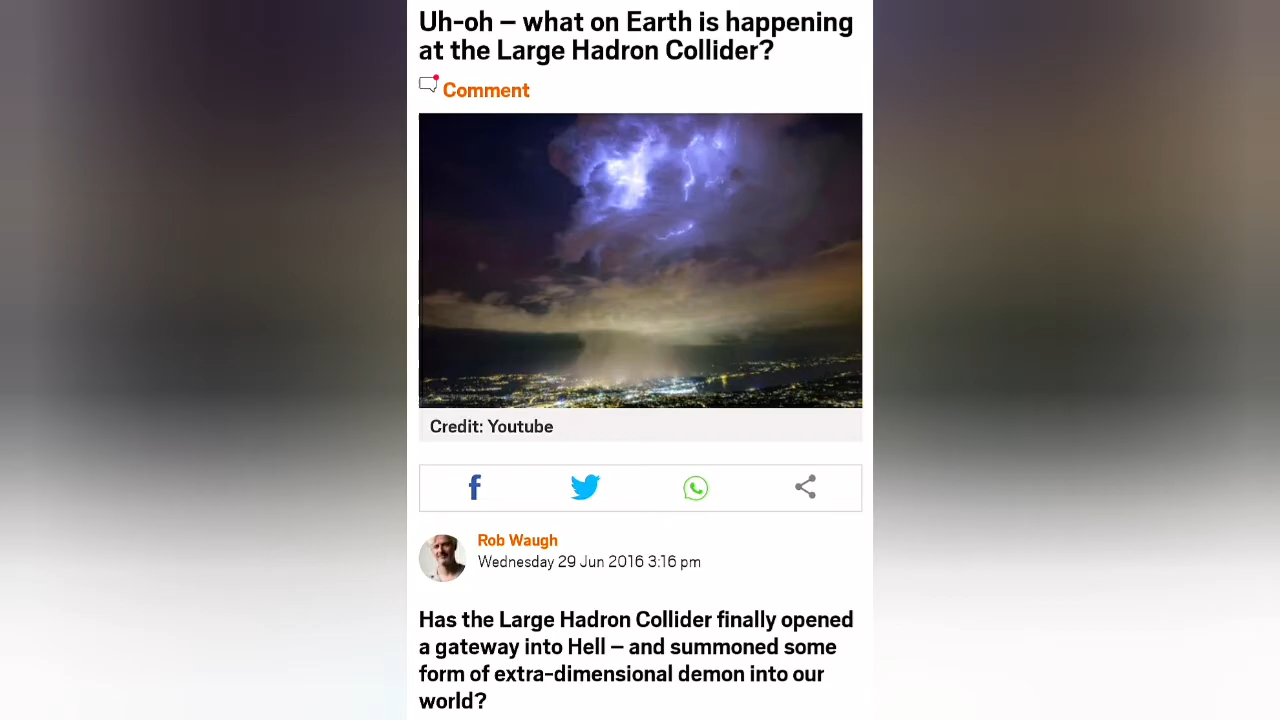 Uh-oh – what on Earth is happening
at the Large Hadron Collider?
Comment
Credit: Youtube
Rob Waugh
Wednesday 29 Jun 2016 3:16 pm
Has the Large Hadron Collider finally opened
a gateway into Hell – and summoned some
form of extra-dimensional demon into our
world?